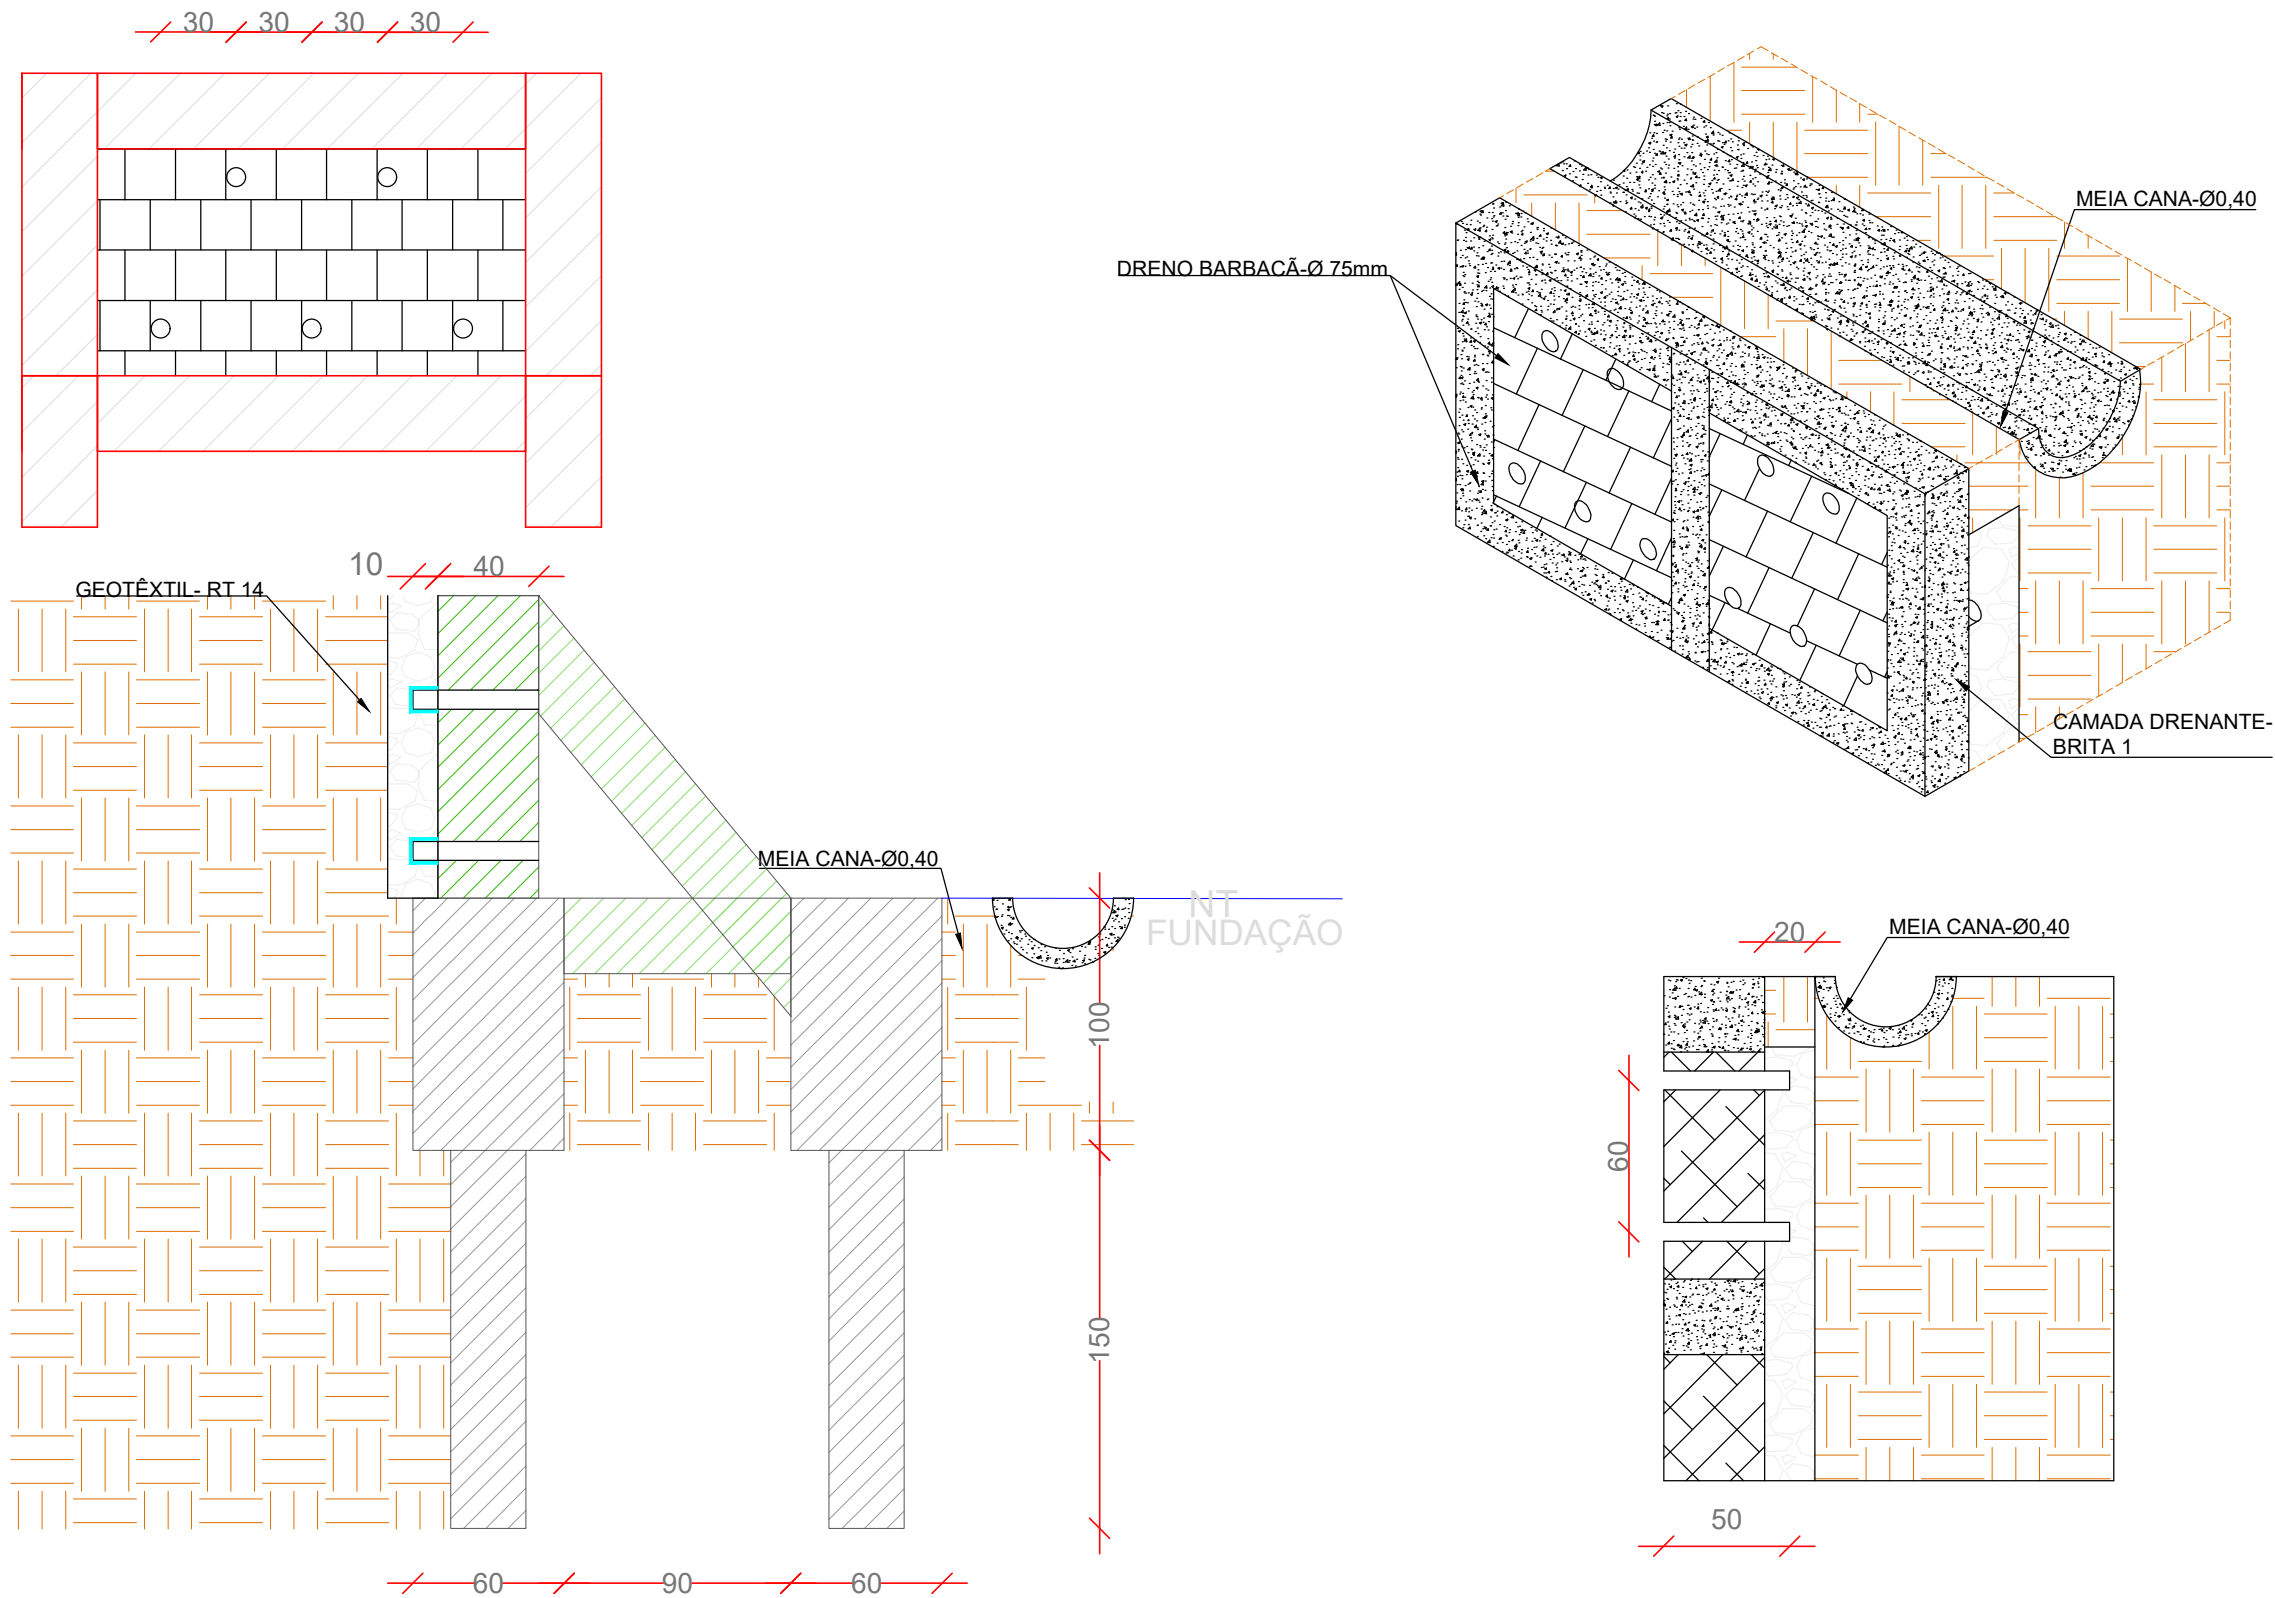 30 30 30 30
MEIA CANA-Ø0,40
DRENO BARBACÃ-Ø 75mm
CAMADA DRENANTE-
BRITA 1
10 40
GEOTÊXTIL- RT 14
MEIA CANA-Ø0,40
NT
FUNDAÇÃO
100
150
60 90 60
20
MEIA CANA-Ø0,40
60
50